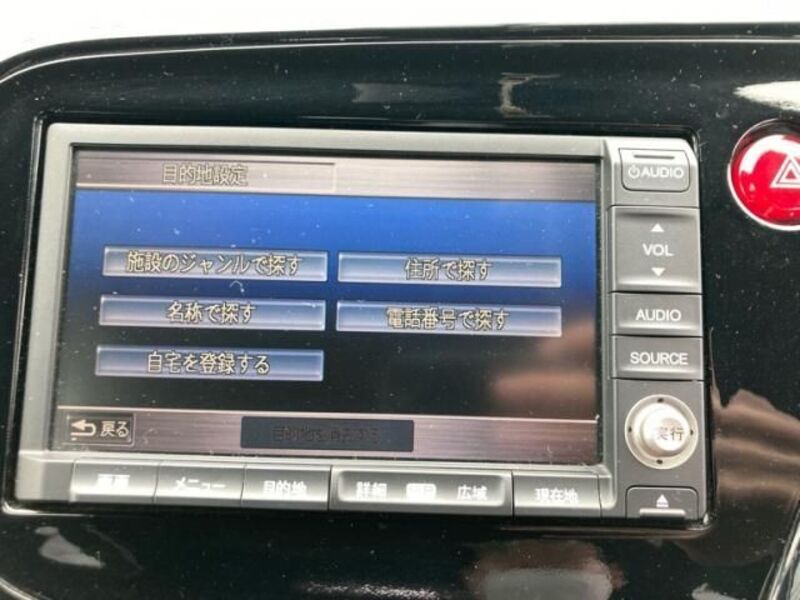 目的地設定
施設のジャンルで探す
住所で探す
名称で探す
電話番号で探す
自宅を登録する
戻る
AUDIO
VOL
AUDIO
SOURCE
実行
画面
メニュー
目的地
詳細
広域
現在地